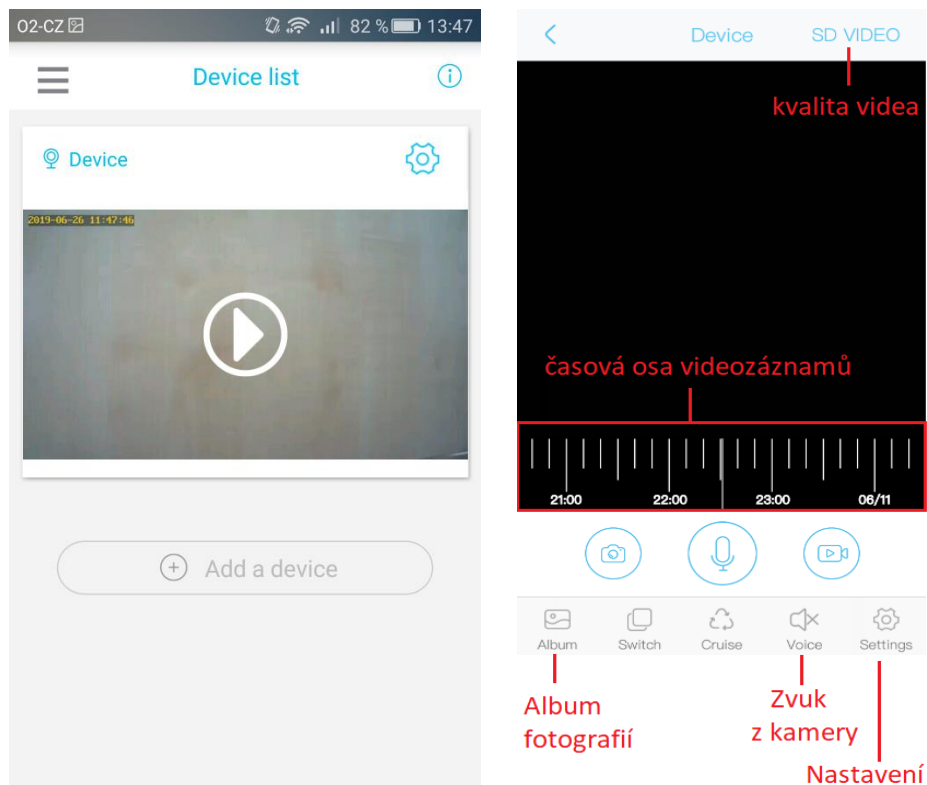 O2-CZ 82 % 13:47
Device list
Device
2019-06-26 11:47:46
Add a device
Device SD VIDEO
kvalita videa
časová osa videozáznamů
21:00 22:00 23:00 06/11
Album Switch Cruise Voice Settings
Album
fotografií
Zvuk
z kamery
Nastavení